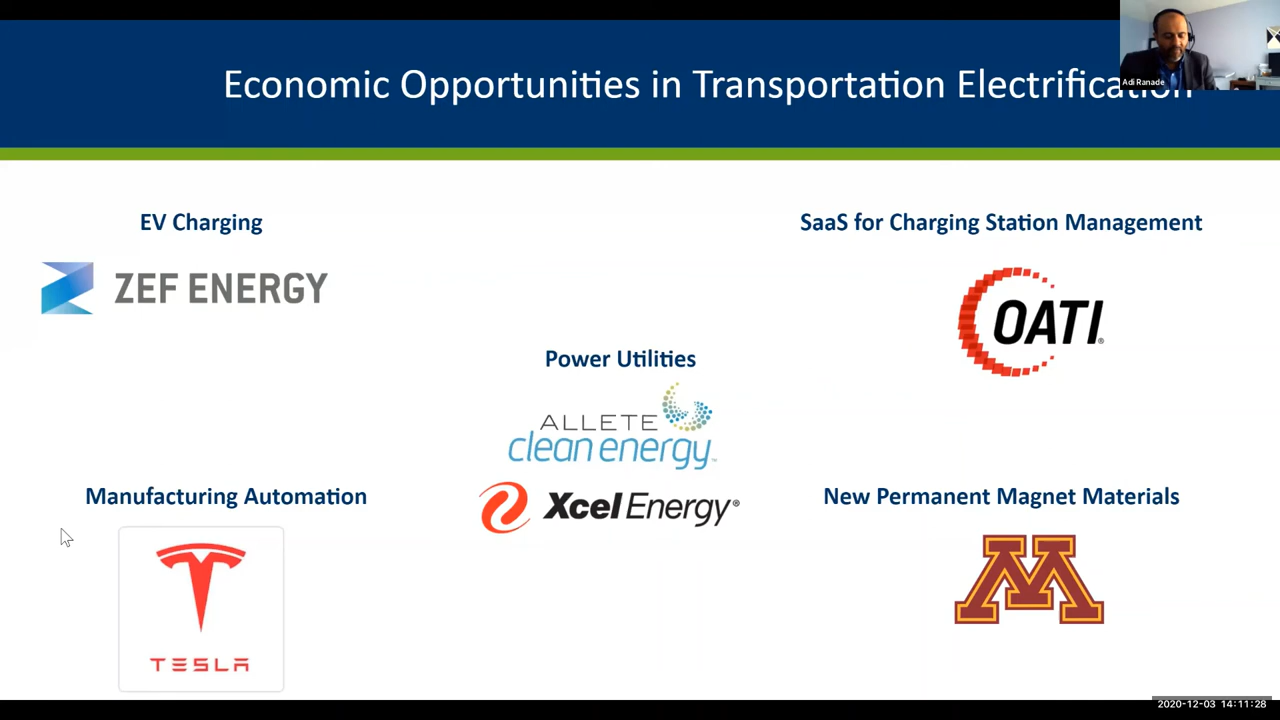 Economic Opportunities in Transportation Electrification
Adi Ranade
EV Charging
ZEF ENERGY
SaaS for Charging Station Management
OATI®
Power Utilities
ALLETE
clean energy™
Xcel Energy®
Manufacturing Automation
TESLA
New Permanent Magnet Materials
M
2020-12-03 14:11:28